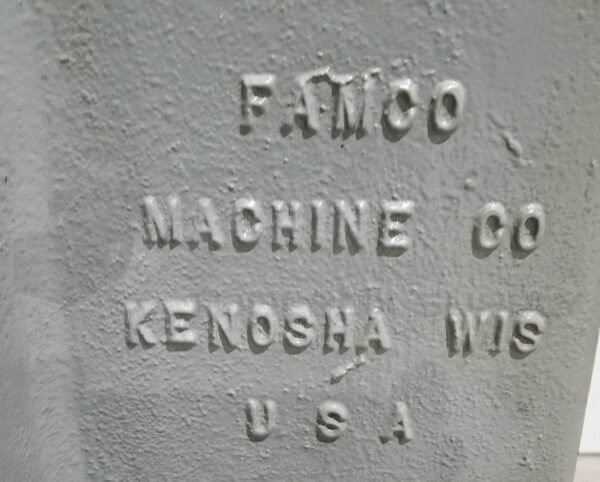 FAMCO
MACHINE CO
KENOSHA WIS
U S A